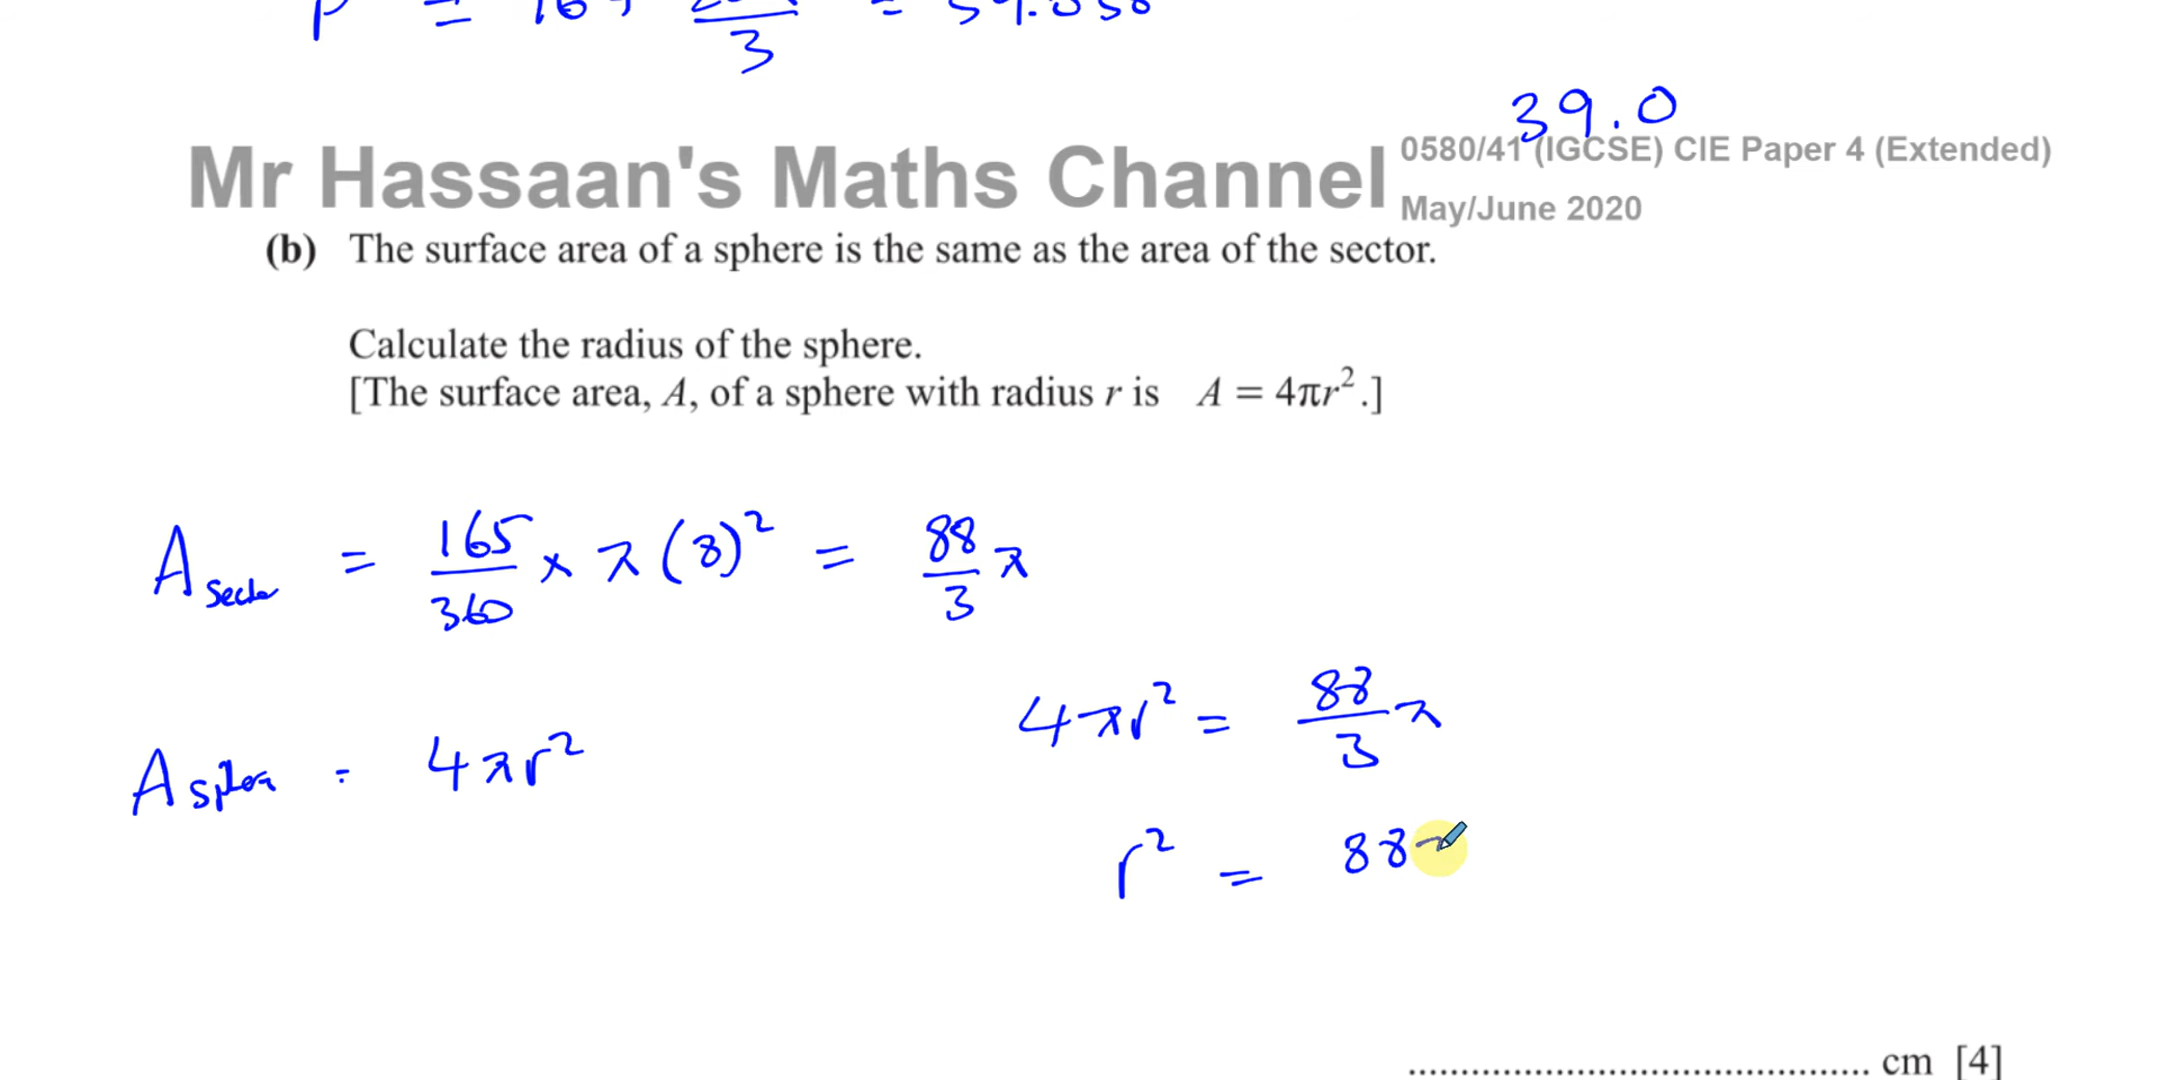 3
39.0
Mr Hassaan's Maths Channel
0580/41 (IGCSE) CIE Paper 4 (Extended)
May/June 2020
(b) The surface area of a sphere is the same as the area of the sector.
Calculate the radius of the sphere.
[The surface area, A, of a sphere with radius r is A = 4πr².]
A = 165/360 × π(8)² = 88/3 π
4πr² = 88/3 π
A = 4πr²
r² = 88
.......................................... cm [4]